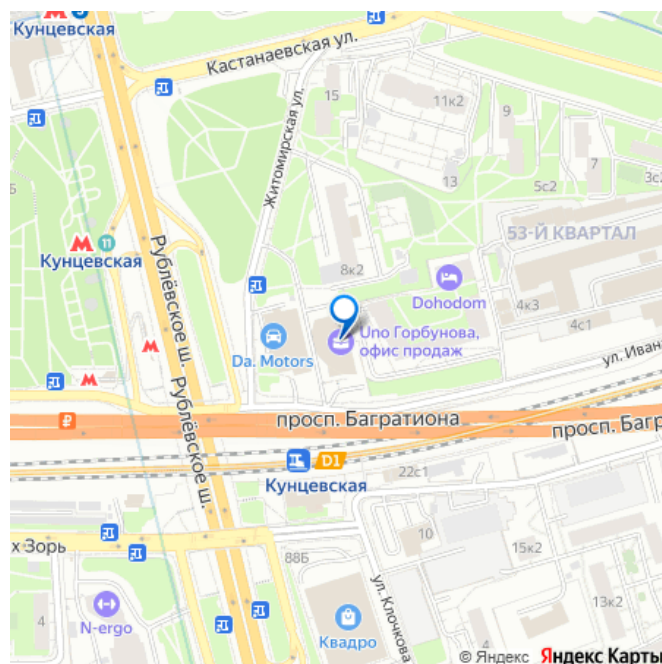 Кунцевская
Кастанаевская ул.
15
11к2
9
7
13
5с2
3с2
Житомирская ул.
53-Й КВАРТАЛ
11
Кунцевская
Рублёвское ш.
Рублёвское ш.
8к2
Dohodom
4к3
4с1
Da. Motors
Uno Горбунова,
офис продаж
ул. Иван
просп. Багратиона
просп. Багр
D1
Кунцевская
22с1
х Зорь
10
88Б
15к2
4
N-ergo
Квадро
ул. Клочкова
13к2
© Яндекс Яндекс Карты